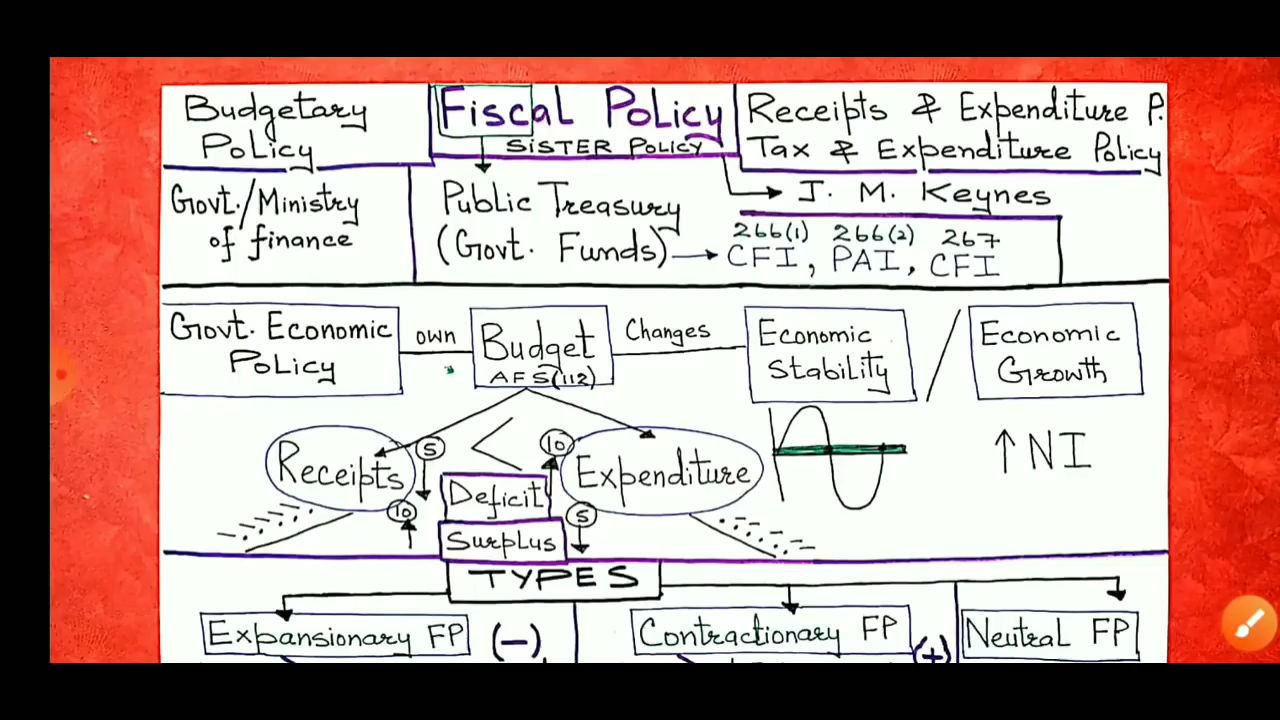 Budgetary
Policy
Fiscal Policy
SISTER POLICY
Receipts & Expenditure P.
Tax & Expenditure Policy
Govt./Ministry
of finance
Public Treasury
(Govt. Funds)
J. M. Keynes
266(1) 266(2) 267
CFI, PAI, CFI
Govt. Economic
Policy
own
Budget
AFS(112)
Changes
Economic
Stability
/
Economic
Growth
Receipts
5
10
<
Deficit
Surplus
10
5
Expenditure
↑ NI
TYPES
Expansionary FP
(-)
Contractionary FP
(+)
Neutral FP